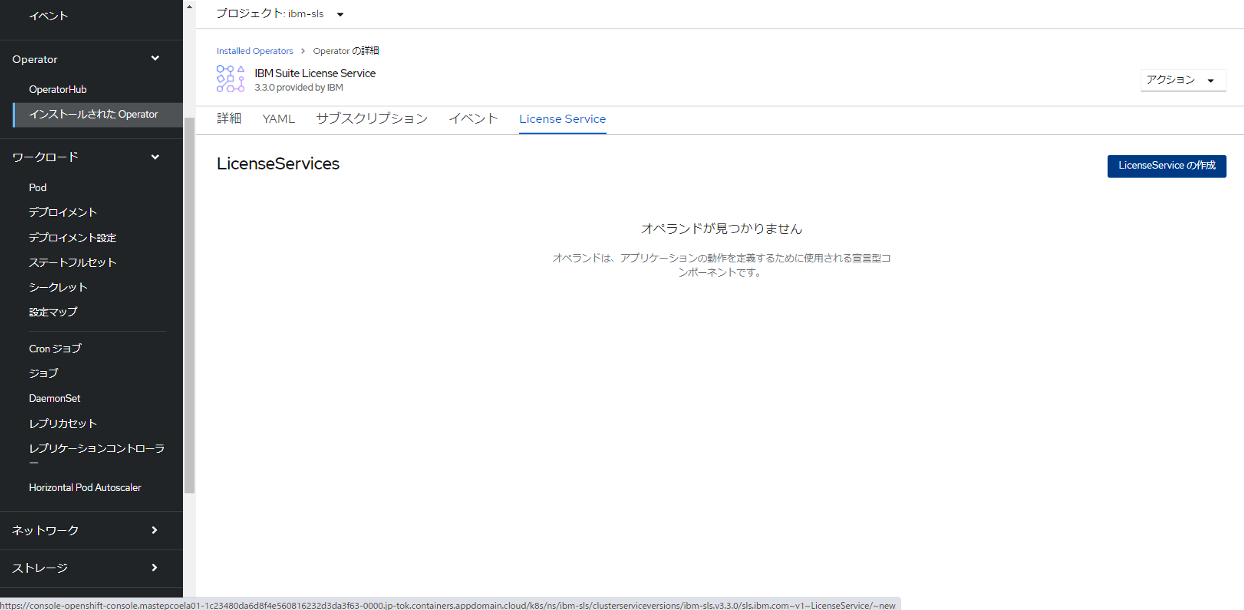 イベント
Operator
OperatorHub
インストールされた Operator
ワークロード
Pod
デプロイメント
デプロイメント設定
ステートフルセット
シークレット
設定マップ
Cron ジョブ
ジョブ
DaemonSet
レプリカセット
レプリケーションコントローラ
ー
Horizontal Pod Autoscaler
ネットワーク
ストレージ
プロジェクト: ibm-sls
Installed Operators > Operator の詳細
IBM Suite License Service
3.3.0 provided by IBM
アクション
詳細 YAML サブスクリプション イベント License Service
LicenseServices
LicenseService の作成
オペランドが見つかりません
オペランドは、アプリケーションの動作を定義するために使用される宣言型コ
ンポーネントです。
https://console-openshift-console.mastepcoela01-1c23480da6d8f4e560816232d3da3f63-0000.jp-tok.containers.appdomain.cloud/k8s/ns/ibm-sls/clusterserviceversions/ibm-sls.v3.3.0/sls.ibm.com~v1~LicenseService/~new